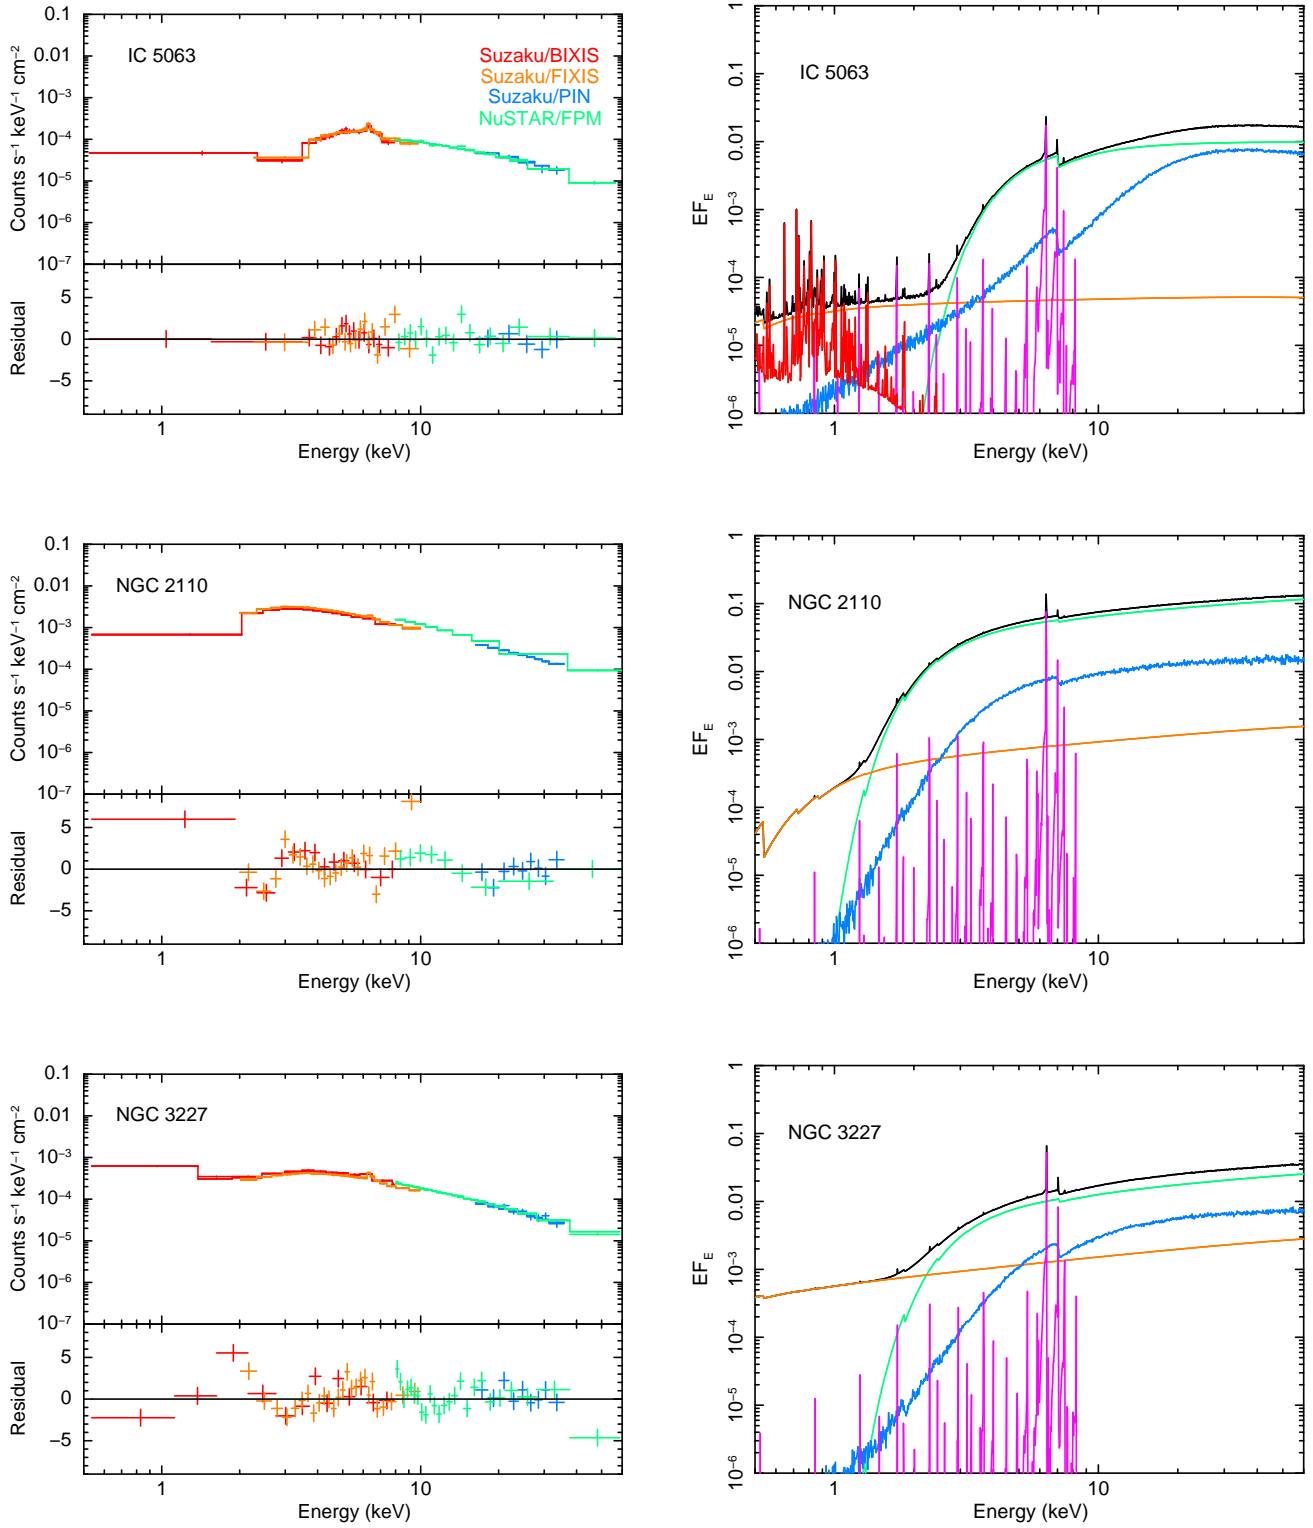 0.1
0.01
10⁻³
10⁻⁴
10⁻⁵
10⁻⁶
10⁻⁷
Counts s⁻¹ keV⁻¹ cm⁻²
IC 5063
Suzaku/BIXIS
Suzaku/FIXIS
Suzaku/PIN
NuSTAR/FPM
5
0
−5
Residual
1 10
Energy (keV)
1
0.1
0.01
10⁻³
10⁻⁴
10⁻⁵
10⁻⁶
EF_E
IC 5063
1 10
Energy (keV)
0.1
0.01
10⁻³
10⁻⁴
10⁻⁵
10⁻⁶
10⁻⁷
Counts s⁻¹ keV⁻¹ cm⁻²
NGC 2110
5
0
−5
Residual
1 10
Energy (keV)
1
0.1
0.01
10⁻³
10⁻⁴
10⁻⁵
10⁻⁶
EF_E
NGC 2110
1 10
Energy (keV)
0.1
0.01
10⁻³
10⁻⁴
10⁻⁵
10⁻⁶
10⁻⁷
Counts s⁻¹ keV⁻¹ cm⁻²
NGC 3227
5
0
−5
Residual
1 10
Energy (keV)
1
0.1
0.01
10⁻³
10⁻⁴
10⁻⁵
10⁻⁶
EF_E
NGC 3227
1 10
Energy (keV)